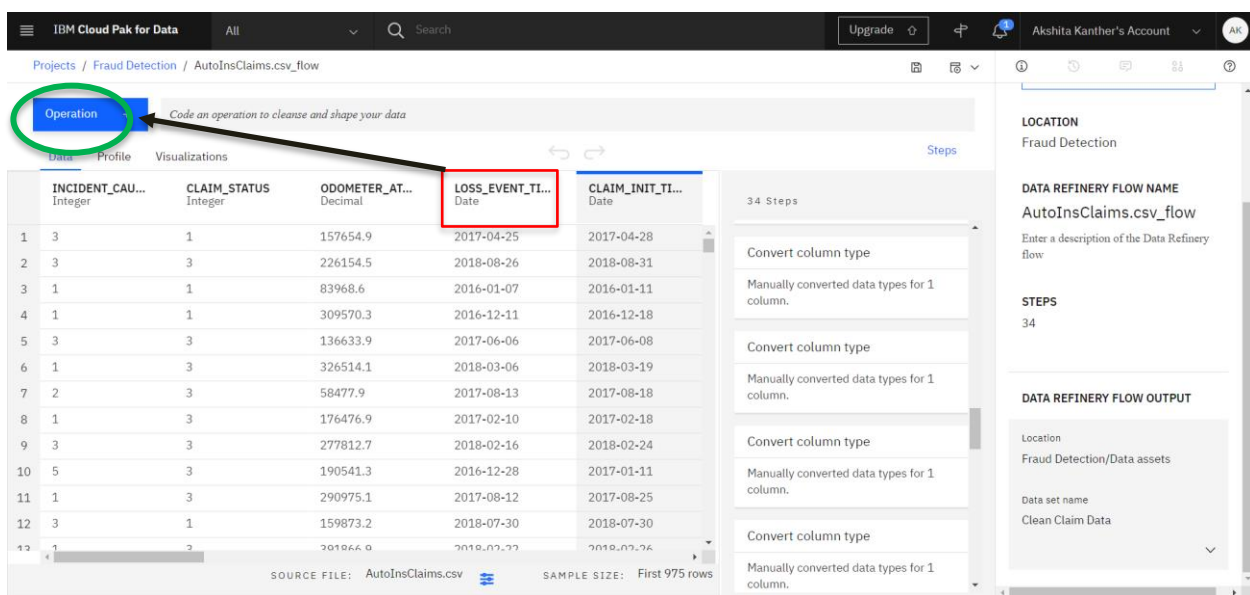 IBM Cloud Pak for Data All Search Upgrade 1 Akshita Kanther's Account AK
Projects / Fraud Detection / AutoInsClaims.csv_flow
Operation Code an operation to cleanse and shape your data
Data Profile Visualizations Steps
INCIDENT_CAU... CLAIM_STATUS ODOMETER_AT... LOSS_EVENT_TI... CLAIM_INIT_TI...
Integer Integer Decimal Date Date
1 3 1 157654.9 2017-04-25 2017-04-28
2 3 3 226154.5 2018-08-26 2018-08-31
3 1 1 83968.6 2016-01-07 2016-01-11
4 1 1 309570.3 2016-12-11 2016-12-18
5 3 3 136633.9 2017-06-06 2017-06-08
6 1 3 326514.1 2018-03-06 2018-03-19
7 2 3 58477.9 2017-08-13 2017-08-18
8 1 3 176476.9 2017-02-10 2017-02-18
9 3 3 277812.7 2018-02-16 2018-02-24
10 5 3 190541.3 2016-12-28 2017-01-11
11 1 3 290975.1 2017-08-12 2017-08-25
12 3 1 159873.2 2018-07-30 2018-07-30
13 1 3 391866.9 2018-02-22 2018-02-26
SOURCE FILE: AutoInsClaims.csv SAMPLE SIZE: First 975 rows
34 Steps
Convert column type
Manually converted data types for 1
column.
Convert column type
Manually converted data types for 1
column.
Convert column type
Manually converted data types for 1
column.
Convert column type
Manually converted data types for 1
column.
LOCATION
Fraud Detection
DATA REFINERY FLOW NAME
AutoInsClaims.csv_flow
Enter a description of the Data Refinery
flow
STEPS
34
DATA REFINERY FLOW OUTPUT
Location
Fraud Detection/Data assets
Data set name
Clean Claim Data